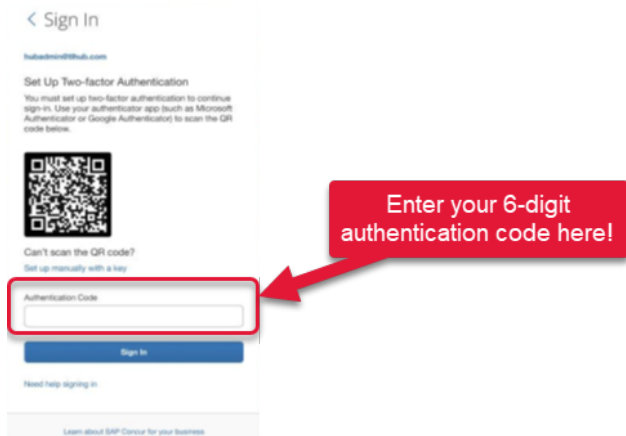 Sign In
hubadmin@tlhub.com
Set Up Two-factor Authentication
You must set up two-factor authentication to continue
sign-in. Use your authenticator app (such as Microsoft
Authenticator or Google Authenticator) to scan the QR
code below.
Can't scan the QR code?
Set up manually with a key
Authentication Code
Sign In
Need help signing in
Learn about SAP Concur for your business
Enter your 6-digit
authentication code here!